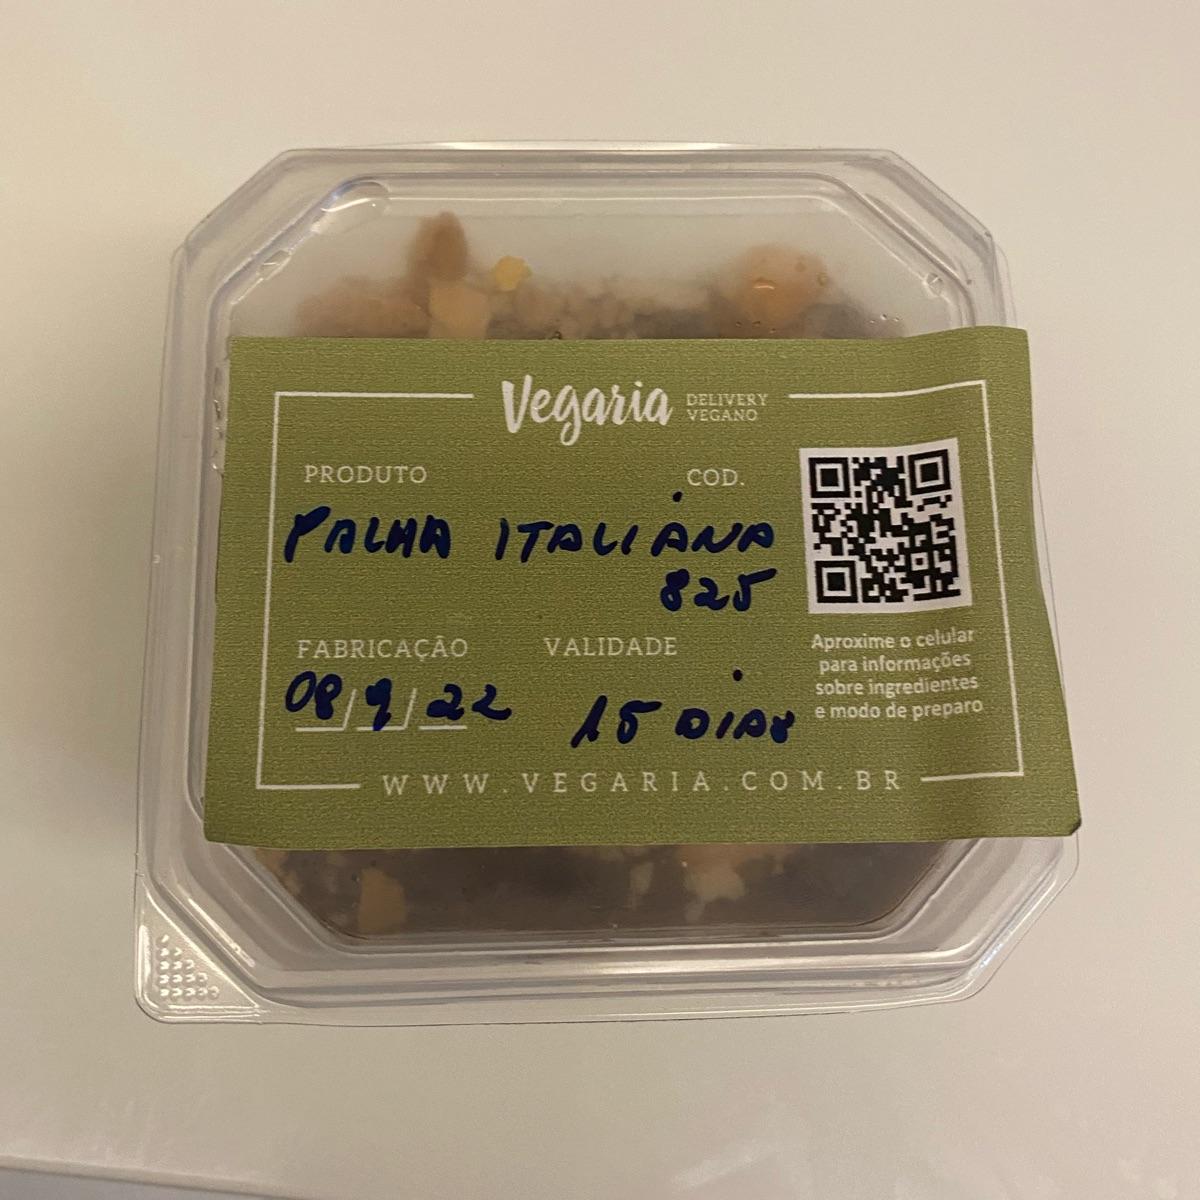 Vegaria DELIVERY VEGANO
PRODUTO COD.
PALHA ITALIANA
825
FABRICAÇÃO VALIDADE
08/9/22 15 DIAS
Aproxime o celular
para informações
sobre ingredientes
e modo de preparo
WWW.VEGARIA.COM.BR